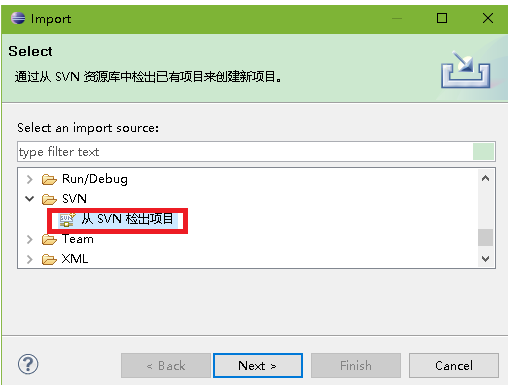 Import
Select
通过从 SVN 资源库中检出已有项目来创建新项目。
Select an import source:
type filter text
Run/Debug
SVN
从 SVN 检出项目
Team
XML
< Back
Next >
Finish
Cancel